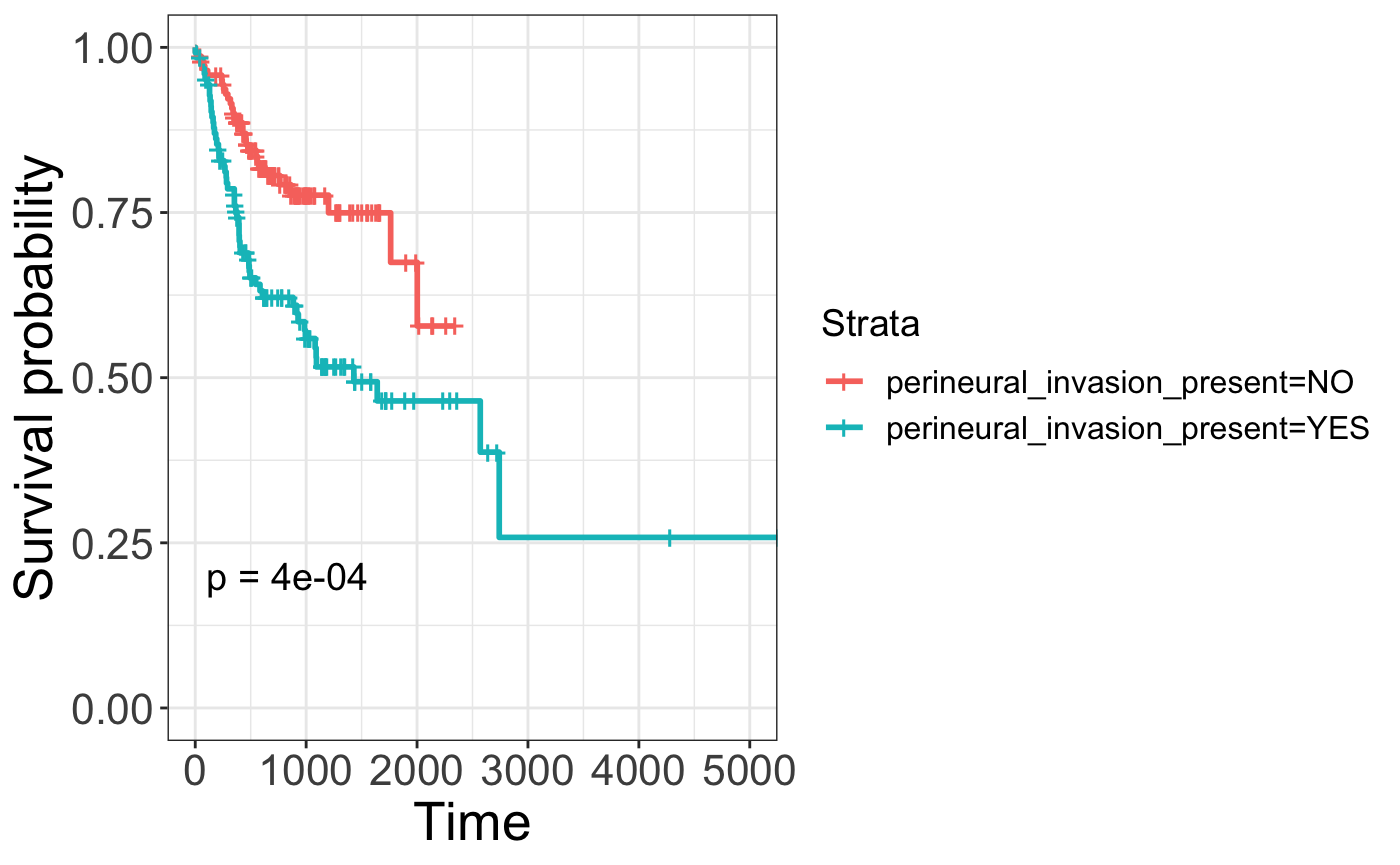 Survival probability
1.00
0.75
0.50
0.25
0.00
p = 4e-04
0 1000 2000 3000 4000 5000
Time
Strata
perineural_invasion_present=NO
perineural_invasion_present=YES